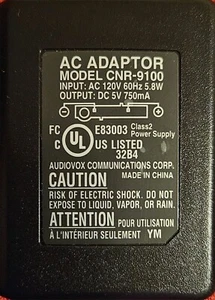 AC ADAPTOR
MODEL CNR-9100
INPUT: AC 120V 60Hz 5.8W
OUTPUT: DC 5V 750mA
FC
E83003
Class2
Power Supply
C UL US LISTED
32B4
AUDIOVOX COMMUNICATIONS CORP.
CAUTION MADE IN CHINA
RISK OF ELECTRIC SHOCK. DO NOT
EXPOSE TO LIQUID, VAPOR, OR RAIN.
ATTENTION POUR UTILISATION
À L'INTÉRIEUR SEULEMENT YM